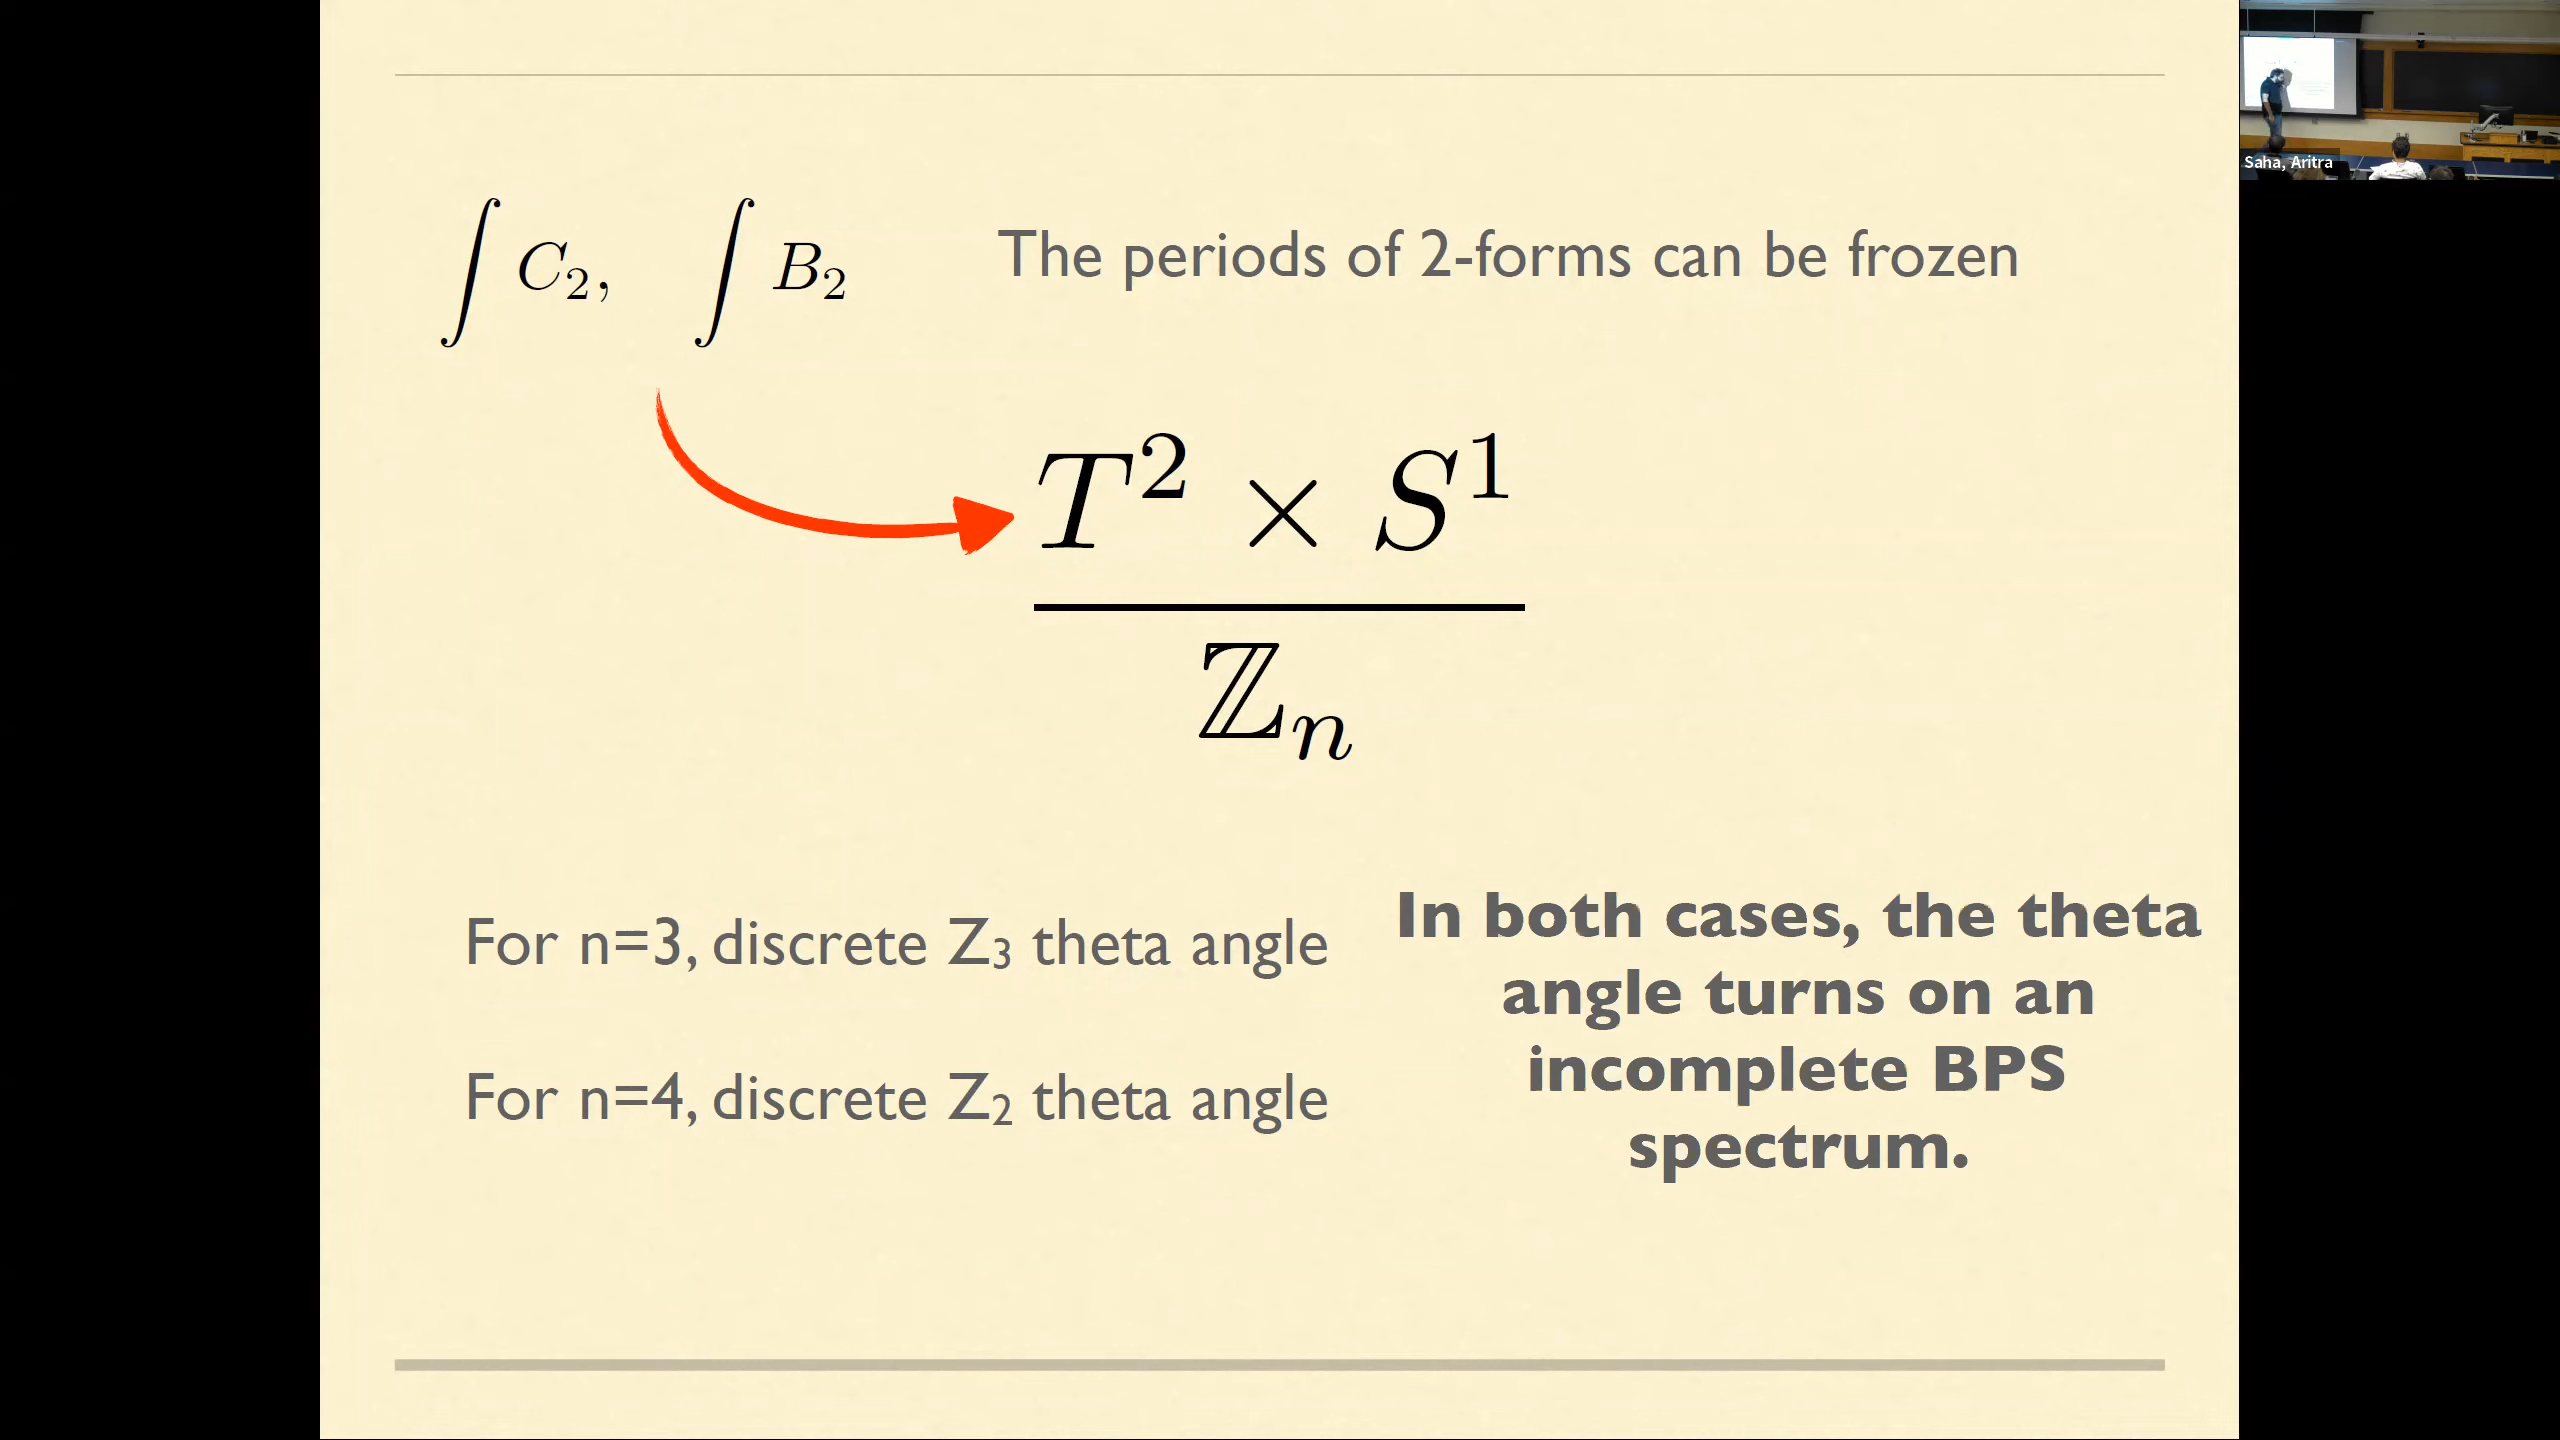 ∫ C₂, ∫ B₂ The periods of 2-forms can be frozen
T² × S¹
ℤₙ
For n=3, discrete Z₃ theta angle
For n=4, discrete Z₂ theta angle
In both cases, the theta
angle turns on an
incomplete BPS
spectrum.
Saha, Aritra